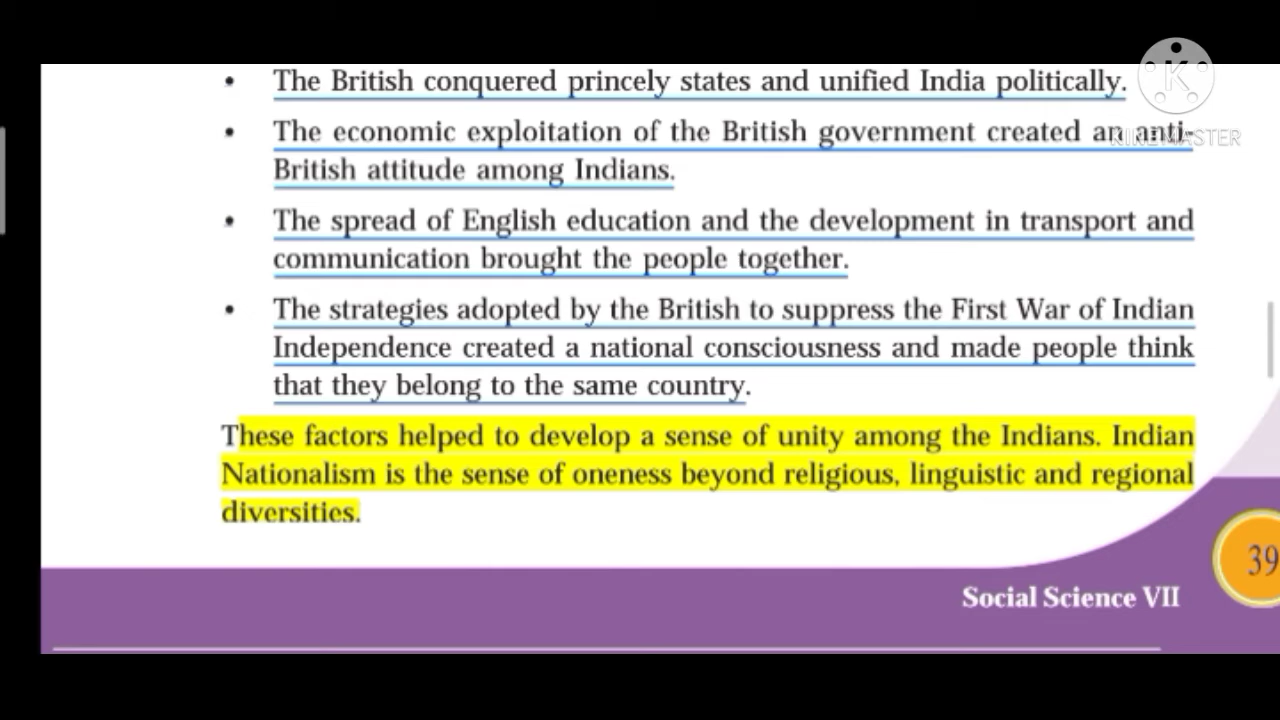 • The British conquered princely states and unified India politically.
• The economic exploitation of the British government created an anti-
British attitude among Indians.
• The spread of English education and the development in transport and
communication brought the people together.
• The strategies adopted by the British to suppress the First War of Indian
Independence created a national consciousness and made people think
that they belong to the same country.
These factors helped to develop a sense of unity among the Indians. Indian
Nationalism is the sense of oneness beyond religious, linguistic and regional
diversities.
39
Social Science VII
K
KINEMASTER